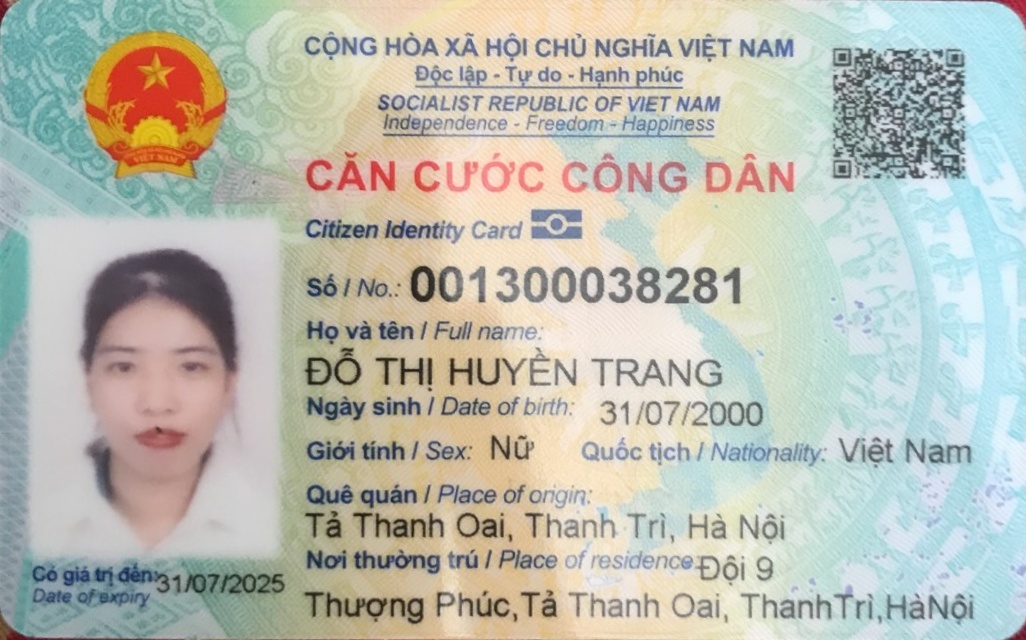 CỘNG HÒA XÃ HỘI CHỦ NGHĨA VIỆT NAM
Độc lập - Tự do - Hạnh phúc
SOCIALIST REPUBLIC OF VIET NAM
Independence - Freedom - Happiness
CĂN CƯỚC CÔNG DÂN
Citizen Identity Card
Số / No.: 001300038281
Họ và tên / Full name:
ĐỖ THỊ HUYỀN TRANG
Ngày sinh / Date of birth: 31/07/2000
Giới tính / Sex: Nữ Quốc tịch / Nationality: Việt Nam
Quê quán / Place of origin:
Tả Thanh Oai, Thanh Trì, Hà Nội
Nơi thường trú / Place of residence: Đội 9
Thượng Phúc,Tả Thanh Oai, ThanhTrì,HàNội
Có giá trị đến: 31/07/2025
Date of expiry
VIỆT NAM